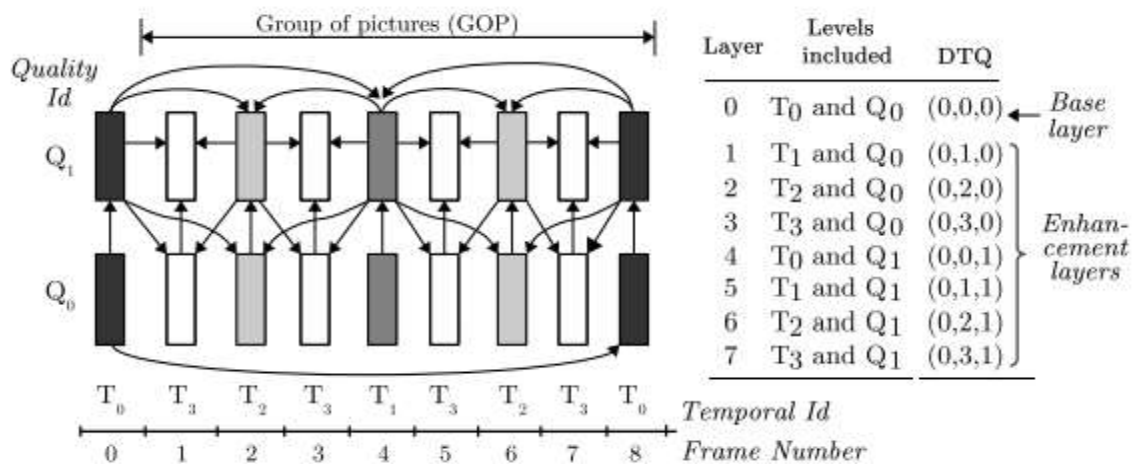 Group of pictures (GOP)
Quality
Id
Q1
Q0
T0 T3 T2 T3 T1 T3 T2 T3 T0
Temporal Id
0 1 2 3 4 5 6 7 8
Frame Number
Layer Levels included DTQ
0 T0 and Q0 (0,0,0)
Base
layer
1 T1 and Q0 (0,1,0)
2 T2 and Q0 (0,2,0)
3 T3 and Q0 (0,3,0)
4 T0 and Q1 (0,0,1)
5 T1 and Q1 (0,1,1)
6 T2 and Q1 (0,2,1)
7 T3 and Q1 (0,3,1)
Enhan-
cement
layers